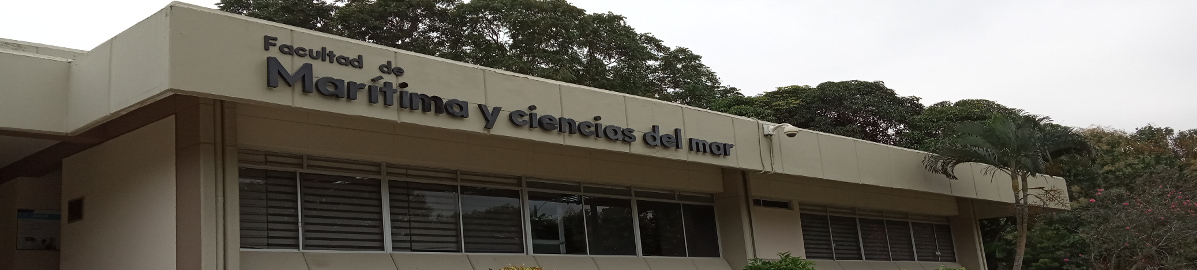 Facultad de
Marítima y ciencias del mar